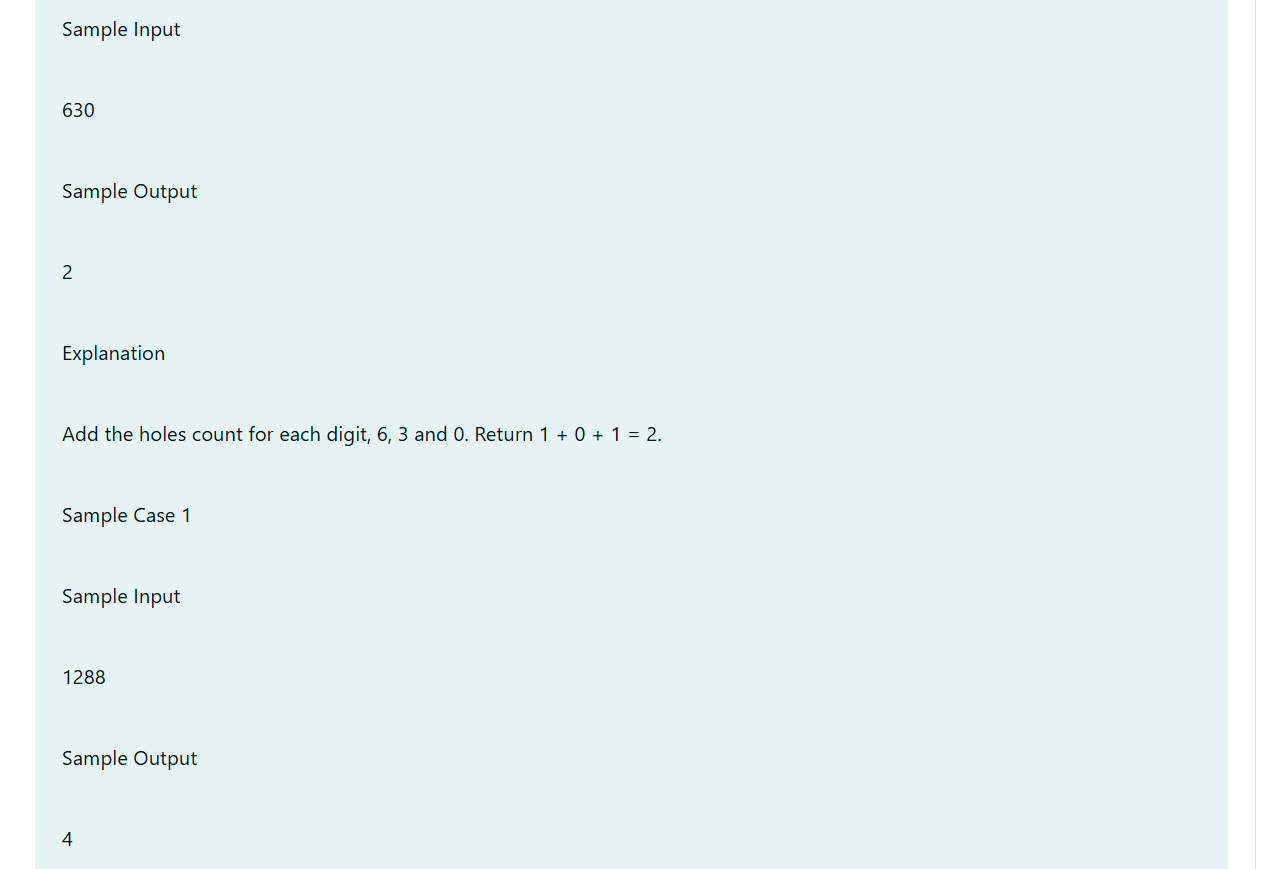 Sample Input
630
Sample Output
2
Explanation
Add the holes count for each digit, 6, 3 and 0. Return 1 + 0 + 1 = 2.
Sample Case 1
Sample Input
1288
Sample Output
4